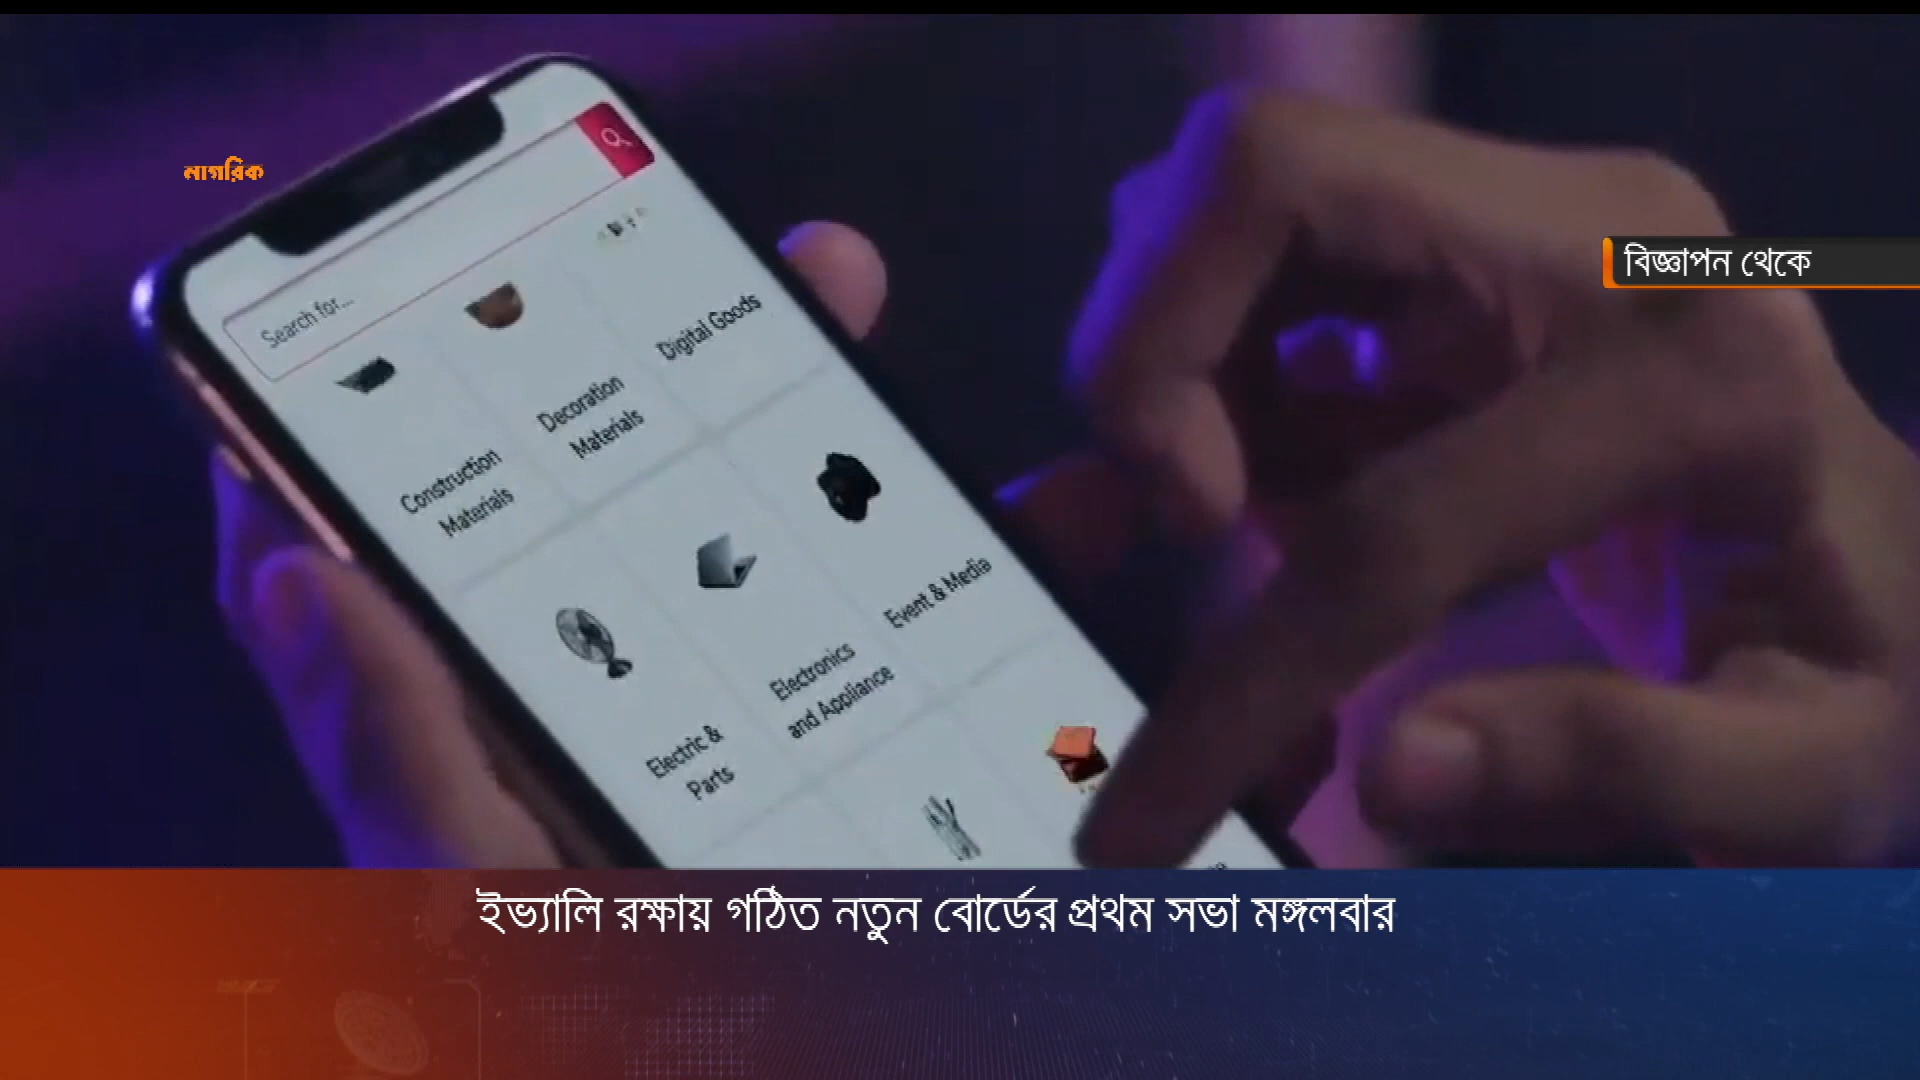 নাগরিক
বিজ্ঞাপন থেকে
Search for...
Digital Goods
Decoration
Materials
Construction
Materials
Event & Media
Electronics
and Appliance
Electric &
Parts
ইভ্যালি রক্ষায় গঠিত নতুন বোর্ডের প্রথম সভা মঙ্গলবার